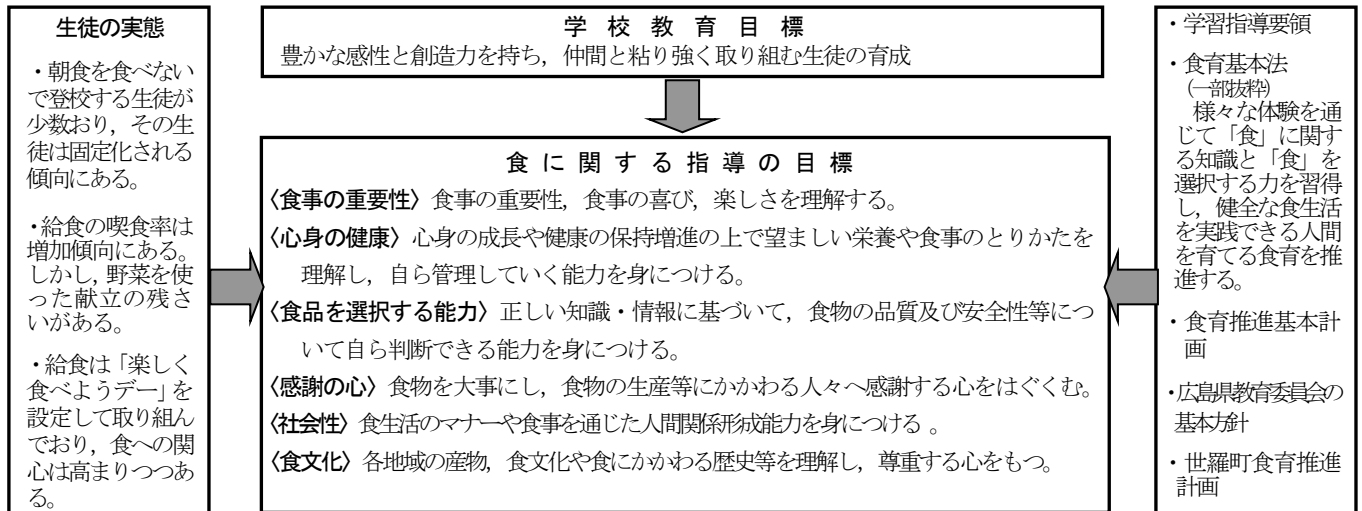 生徒の実態
・朝食を食べない
で登校する生徒が
少数おり，その生
徒は固定化される
傾向にある。
・給食の喫食率は
増加傾向にある。
しかし，野菜を使
った献立の残さ
いがある。
・給食は「楽しく
食べようデー」を
設定して取り組ん
でおり，食への関
心は高まりつつあ
る。
学校教育目標
豊かな感性と創造力を持ち，仲間と粘り強く取り組む生徒の育成
食に関する指導の目標
〈食事の重要性〉食事の重要性，食事の喜び，楽しさを理解する。
〈心身の健康〉心身の成長や健康の保持増進の上で望ましい栄養や食事のとりかたを
理解し，自ら管理していく能力を身につける。
〈食品を選択する能力〉正しい知識・情報に基づいて，食物の品質及び安全性等につ
いて自ら判断できる能力を身につける。
〈感謝の心〉食物を大事にし，食物の生産等にかかわる人々へ感謝する心をはぐくむ。
〈社会性〉食生活のマナーや食事を通じた人間関係形成能力を身につける 。
〈食文化〉各地域の産物，食文化や食にかかわる歴史等を理解し，尊重する心をもつ。
・学習指導要領
・食育基本法
（一部抜粋）
様々な体験を通
じて「食」に関す
る知識と「食」を
選択する力を習得
し，健全な食生活
を実践できる人間
を育てる食育を推
進する。
・食育推進基本計
画
・広島県教育委員会の
基本方針
・世羅町食育推進
計画